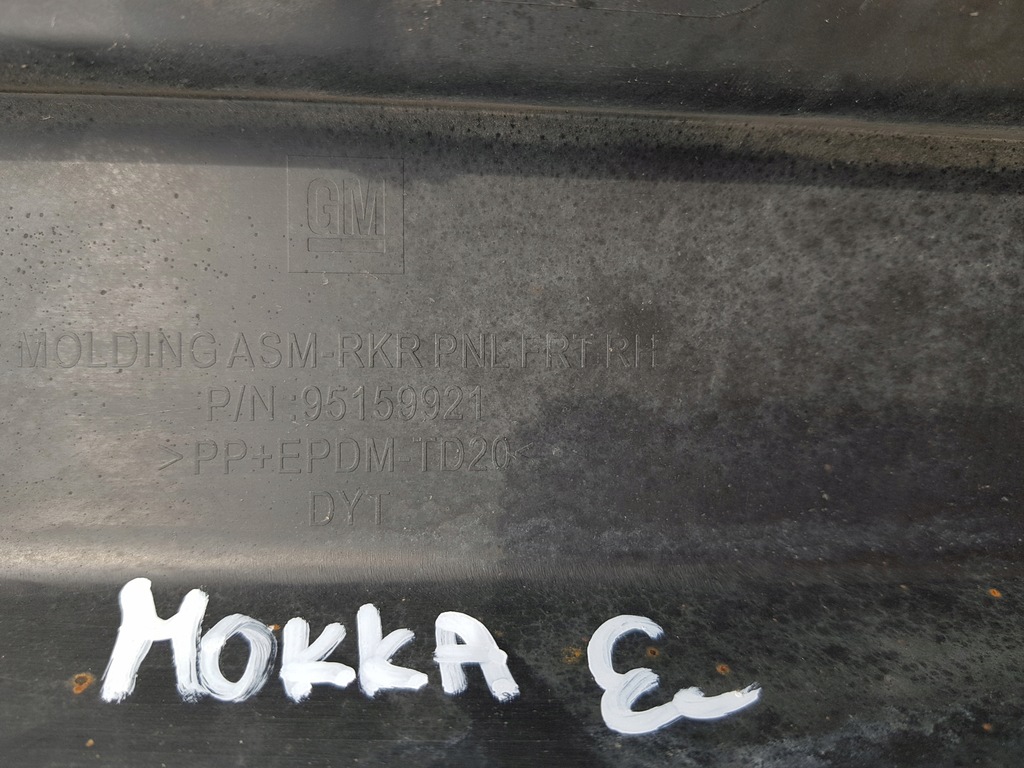 GM
MOLDING ASM-RKR PNL FRT RH
P/N :95159921
>PP+EPDM-TD20<
DYT
MOKKA E